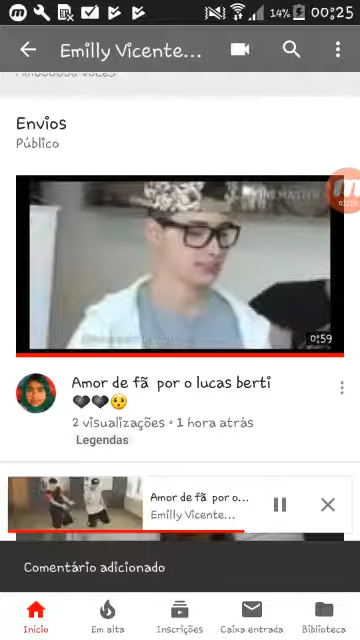 14% 00:25
Emilly Vicente...
Envios
Público
0:59
Amor de fã por o lucas berti
🖤🖤😢
2 visualizações • 1 hora atrás
Legendas
Amor de fã por o...
Emilly Vicente...
Comentário adicionado
Início Em alta Inscrições Caixa entrada Biblioteca